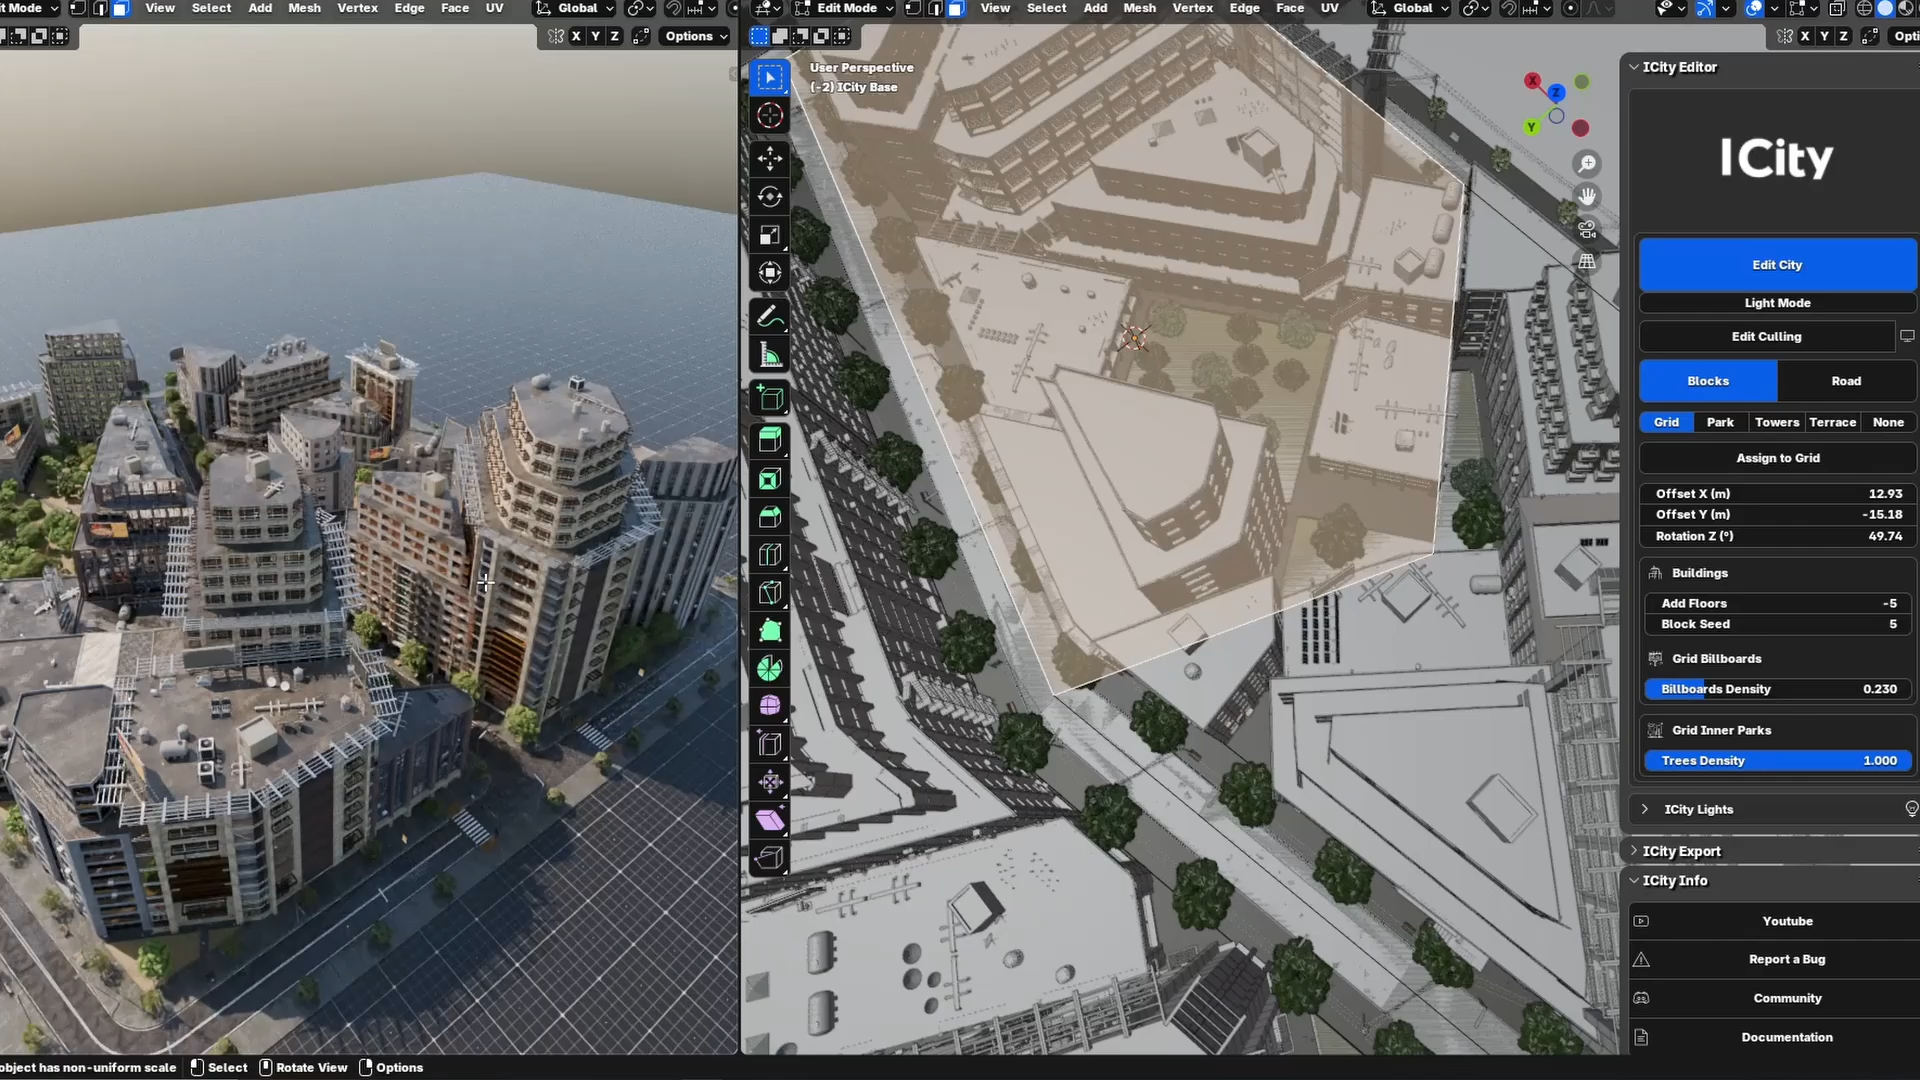 it Mode View Select Add Mesh Vertex Edge Face UV Global
X Y Z Options
Edit Mode View Select Add Mesh Vertex Edge Face UV Global
X Y Z Opti
User Perspective
(-2) ICity Base
X
Z
Y
ICity Editor
ICity
Edit City
Light Mode
Edit Culling
Blocks Road
Grid Park Towers Terrace None
Assign to Grid
Offset X (m) 12.93
Offset Y (m) -15.18
Rotation Z (°) 49.74
Buildings
Add Floors -5
Block Seed 5
Grid Billboards
Billboards Density 0.230
Grid Inner Parks
Trees Density 1.000
ICity Lights
ICity Export
ICity Info
Youtube
Report a Bug
Community
Documentation
object has non-uniform scale Select Rotate View Options